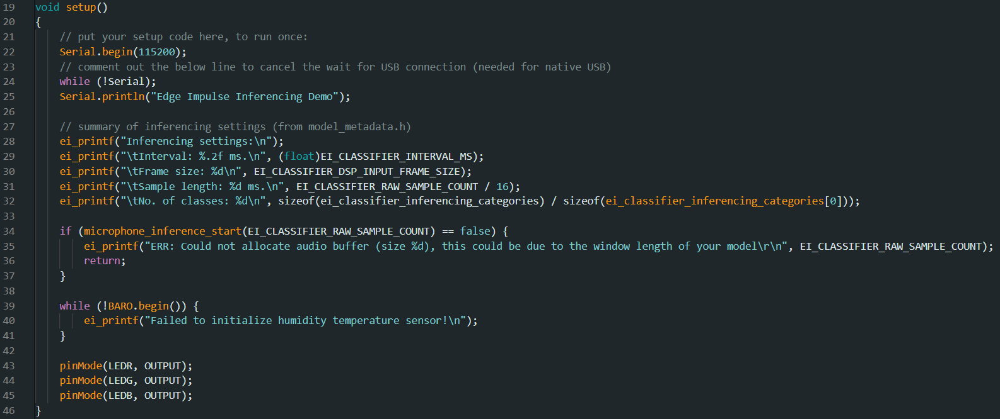 19 void setup()
20 {
21 // put your setup code here, to run once:
22 Serial.begin(115200);
23 // comment out the below line to cancel the wait for USB connection (needed for native USB)
24 while (!Serial);
25 Serial.println("Edge Impulse Inferencing Demo");
26
27 // summary of inferencing settings (from model_metadata.h)
28 ei_printf("Inferencing settings:\n");
29 ei_printf("\tInterval: %.2f ms.\n", (float)EI_CLASSIFIER_INTERVAL_MS);
30 ei_printf("\tFrame size: %d\n", EI_CLASSIFIER_DSP_INPUT_FRAME_SIZE);
31 ei_printf("\tSample length: %d ms.\n", EI_CLASSIFIER_RAW_SAMPLE_COUNT / 16);
32 ei_printf("\tNo. of classes: %d\n", sizeof(ei_classifier_inferencing_categories) / sizeof(ei_classifier_inferencing_categories[0]));
33
34 if (microphone_inference_start(EI_CLASSIFIER_RAW_SAMPLE_COUNT) == false) {
35 ei_printf("ERR: Could not allocate audio buffer (size %d), this could be due to the window length of your model\r\n", EI_CLASSIFIER_RAW_SAMPLE_COUNT);
36 return;
37 }
38
39 while (!BARO.begin()) {
40 ei_printf("Failed to initialize humidity temperature sensor!\n");
41 }
42
43 pinMode(LEDR, OUTPUT);
44 pinMode(LEDG, OUTPUT);
45 pinMode(LEDB, OUTPUT);
46 }